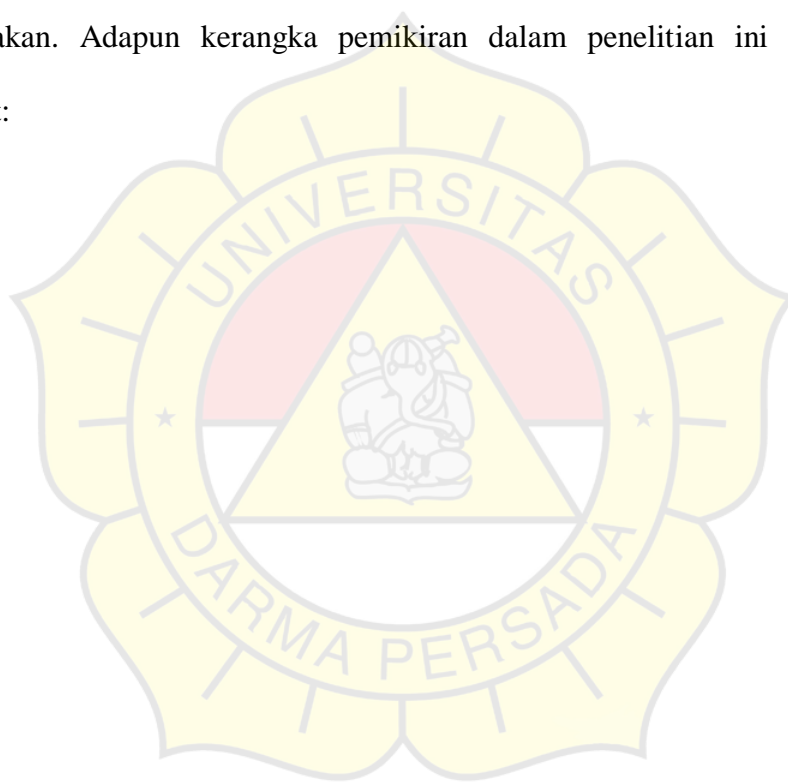 akan. Adapun kerangka pemikiran dalam penelitian ini
:
UNIVERSITAS
DARMA PERSADA